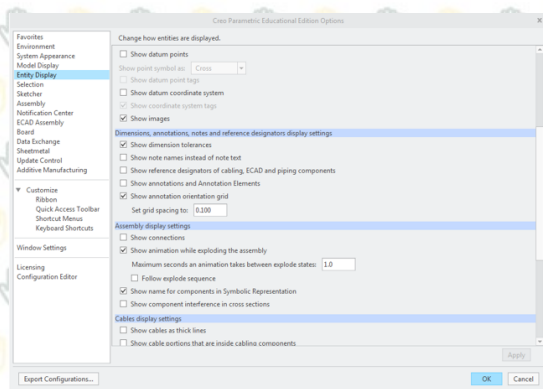 Creo Parametric Educational Edition Options
Favorites
Environment
System Appearance
Model Display
Entity Display
Selection
Sketcher
Assembly
Notification Center
ECAD Assembly
Board
Data Exchange
Sheetmetal
Update Control
Additive Manufacturing
Customize
Ribbon
Quick Access Toolbar
Shortcut Menus
Keyboard Shortcuts
Window Settings
Licensing
Configuration Editor
Change how entities are displayed.
Show datum points
Show point symbol as: Cross
Show datum point tags
Show datum coordinate system
Show coordinate system tags
Show images
Dimensions, annotations, notes and reference designators display settings
Show dimension tolerances
Show note names instead of note text
Show reference designators of cabling, ECAD and piping components
Show annotations and Annotation Elements
Show annotation orientation grid
Set grid spacing to: 0.100
Assembly display settings
Show connections
Show animation while exploding the assembly
Maximum seconds an animation takes between explode states: 1.0
Follow explode sequence
Show name for components in Symbolic Representation
Show component interference in cross sections
Cables display settings
Show cables as thick lines
Show cable portions that are inside cabling components
Apply
Export Configurations...
OK Cancel